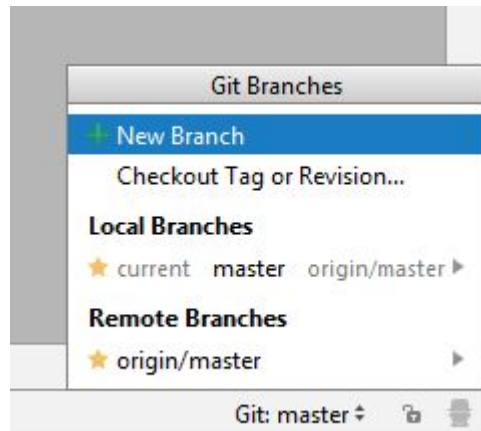 Git Branches
New Branch
Checkout Tag or Revision...
Local Branches
current master origin/master
Remote Branches
origin/master
Git: master